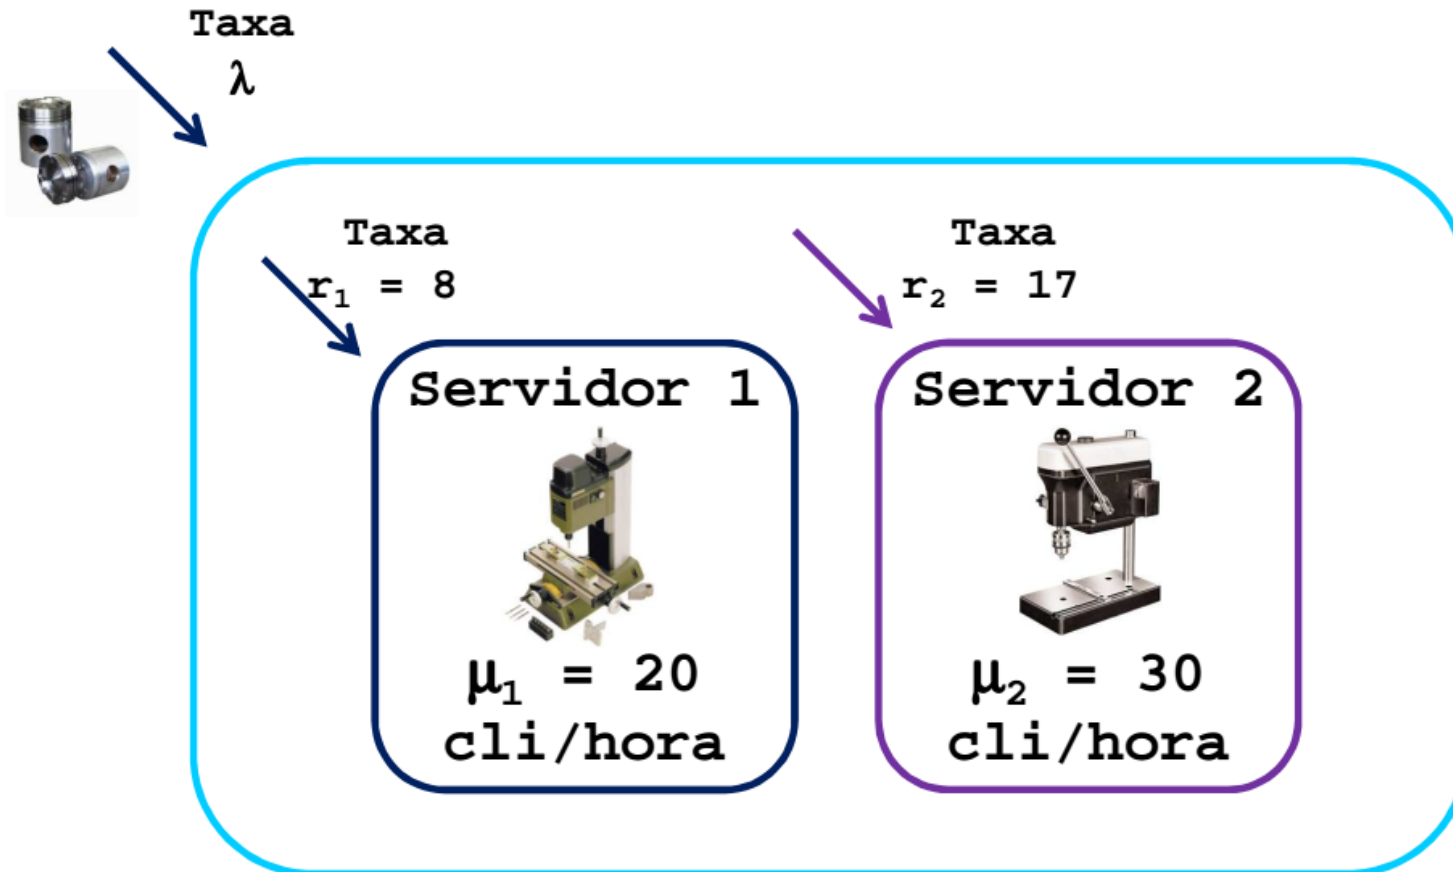 Taxa
λ
Taxa
r₁ = 8
Taxa
r₂ = 17
Servidor 1
μ₁ = 20
cli/hora
Servidor 2
μ₂ = 30
cli/hora